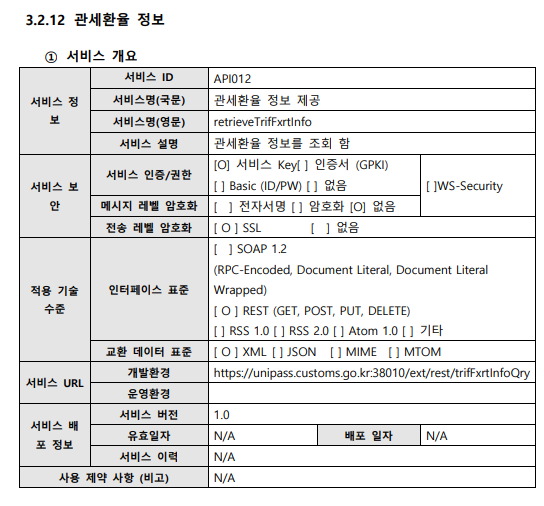 3.2.12 관세환율 정보
① 서비스 개요
서비스 정보
서비스 ID
API012
서비스명(국문)
관세환율 정보 제공
서비스명(영문)
retrieveTrifFxrtInfo
서비스 설명
관세환율 정보를 조회 함
서비스 보안
서비스 인증/권한
[O] 서비스 Key[ ] 인증서 (GPKI)
[ ] Basic (ID/PW) [ ] 없음
[ ]WS-Security
메시지 레벨 암호화
[ ] 전자서명 [ ] 암호화 [O] 없음
전송 레벨 암호화
[ O ] SSL [ ] 없음
적용 기술
수준
인터페이스 표준
[ ] SOAP 1.2
(RPC-Encoded, Document Literal, Document Literal
Wrapped)
[ O ] REST (GET, POST, PUT, DELETE)
[ ] RSS 1.0 [ ] RSS 2.0 [ ] Atom 1.0 [ ] 기타
교환 데이터 표준
[ O ] XML [ ] JSON [ ] MIME [ ] MTOM
서비스 URL
개발환경
https://unipass.customs.go.kr:38010/ext/rest/trifFxrtInfoQry
운영환경
서비스 배
포 정보
서비스 버전
1.0
유효일자
N/A
배포 일자
N/A
서비스 이력
N/A
사용 제약 사항 (비고)
N/A